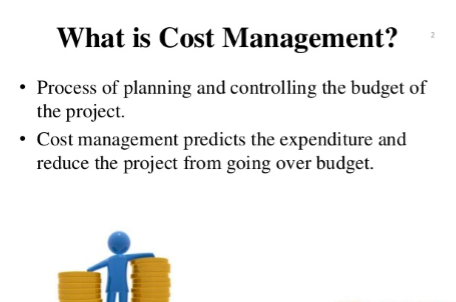 What is Cost Management?
2
• Process of planning and controlling the budget of
the project.
• Cost management predicts the expenditure and
reduce the project from going over budget.